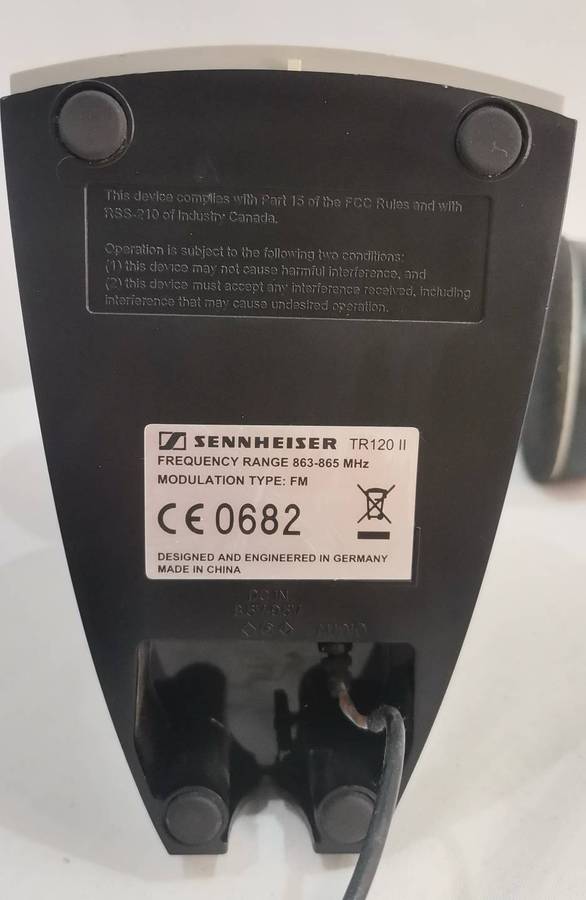 This device complies with Part 15 of the FCC Rules and with
RSS-210 of Industry Canada.
Operation is subject to the following two conditions:
(1) this device may not cause harmful interference, and
(2) this device must accept any interference received, including
interference that may cause undesired operation.
SENNHEISER TR120 II
FREQUENCY RANGE 863-865 MHz
MODULATION TYPE: FM
CE 0682
DESIGNED AND ENGINEERED IN GERMANY
MADE IN CHINA
DC IN
AUDIO